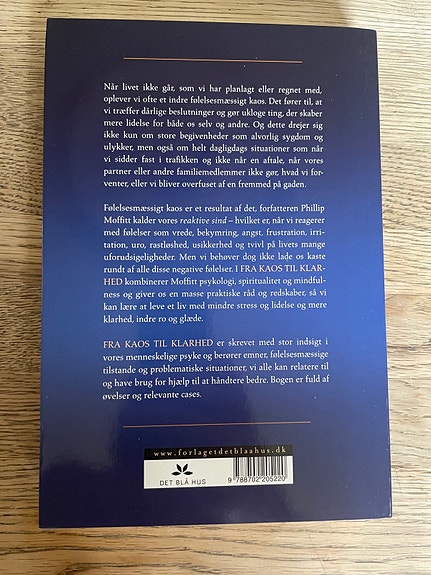 Når livet ikke går, som vi har planlagt eller regnet med,
oplever vi ofte et indre følelsesmæssigt kaos. Det fører til, at
vi træffer dårlige beslutninger og gør ukloge ting, der skaber
mere lidelse for både os selv og andre. Og dette drejer sig
ikke kun om store begivenheder som alvorlig sygdom og
ulykker, men også om helt dagligdags situationer som når
vi sidder fast i trafikken og ikke når en aftale, når vores
partner eller andre familiemedlemmer ikke gør, hvad vi for-
venter, eller vi bliver overfuset af en fremmed på gaden.
Følelsesmæssigt kaos er et resultat af det, forfatteren Phillip
Moffitt kalder vores reaktive sind – hvilket er, når vi reagerer
med følelser som vrede, bekymring, angst, frustration, irri-
tation, uro, rastløshed, usikkerhed og tvivl på livets mange
uforudsigeligheder. Men vi behøver dog ikke lade os kaste
rundt af alle disse negative følelser. I FRA KAOS TIL KLAR-
HED kombinerer Moffitt psykologi, spiritualitet og mindful-
ness og giver os en masse praktiske råd og redskaber, så vi
kan lære at leve et liv med mindre stress og lidelse og mere
klarhed, indre ro og glæde.
FRA KAOS TIL KLARHED er skrevet med stor indsigt i
vores menneskelige psyke og berører emner, følelsesmæssige
tilstande og problematiske situationer, vi alle kan relatere til
og have brug for hjælp til at håndtere bedre. Bogen er fuld af
øvelser og relevante cases.
www.forlagetdetblaahus.dk
DET BLÅ HUS
9 788702 205220